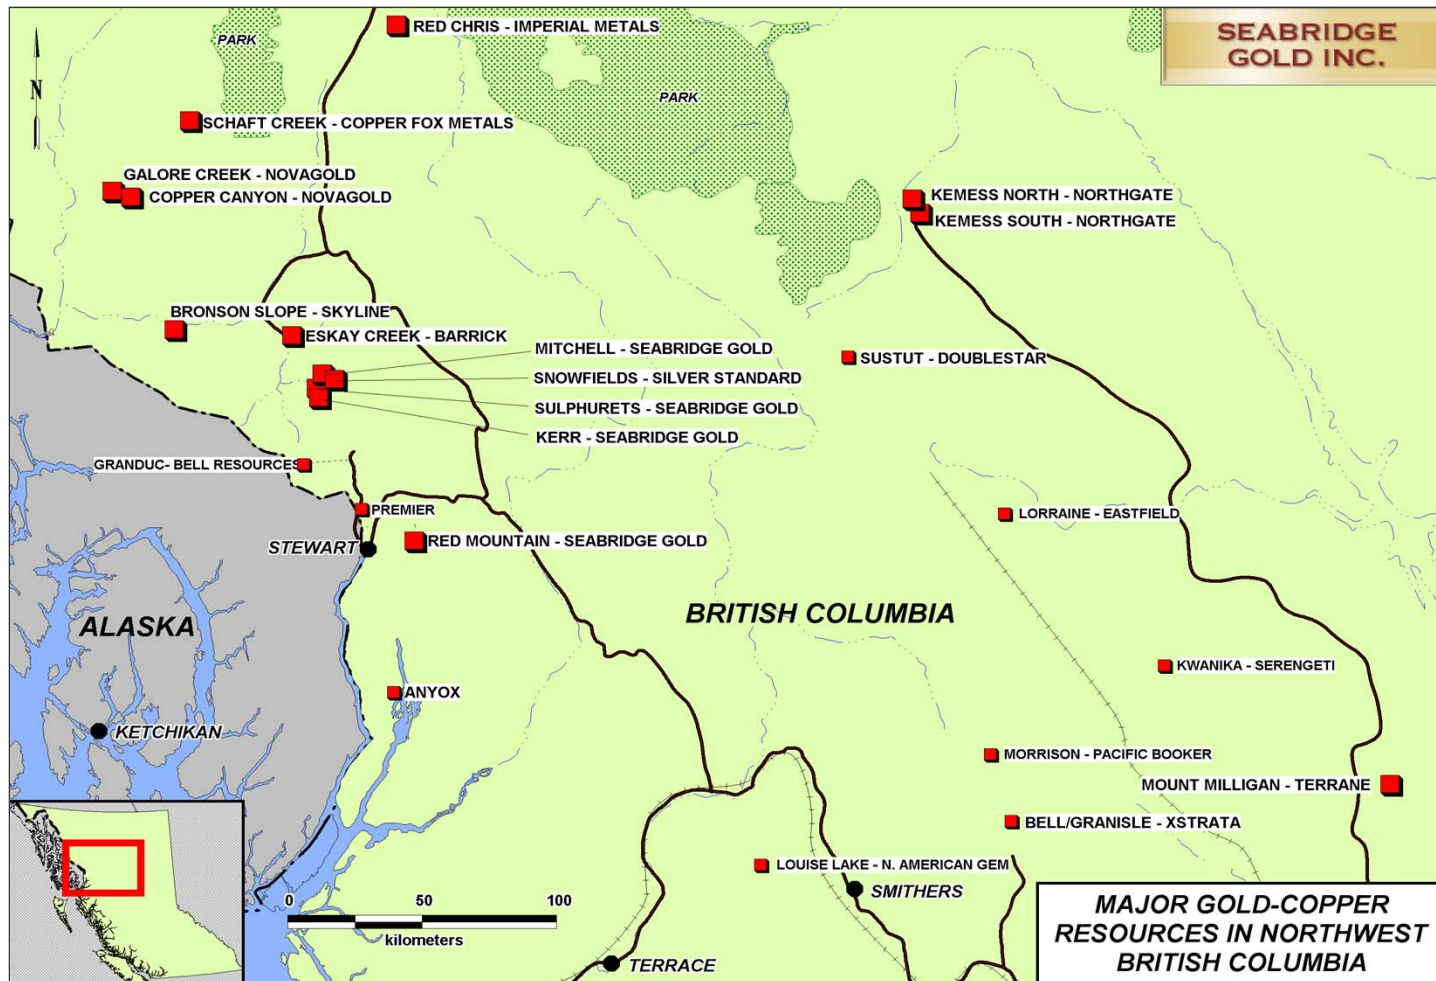 SEABRIDGE
GOLD INC.
RED CHRIS - IMPERIAL METALS
PARK
N
PARK
SCHAFT CREEK - COPPER FOX METALS
GALORE CREEK - NOVAGOLD
COPPER CANYON - NOVAGOLD
KEMESS NORTH - NORTHGATE
KEMESS SOUTH - NORTHGATE
BRONSON SLOPE - SKYLINE
ESKAY CREEK - BARRICK
MITCHELL - SEABRIDGE GOLD
SUSTUT - DOUBLESTAR
SNOWFIELDS - SILVER STANDARD
SULPHURETS - SEABRIDGE GOLD
KERR - SEABRIDGE GOLD
GRANDUC- BELL RESOURCES
PREMIER
LORRAINE - EASTFIELD
STEWART
RED MOUNTAIN - SEABRIDGE GOLD
BRITISH COLUMBIA
ALASKA
KWANIKA - SERENGETI
ANYOX
KETCHIKAN
MORRISON - PACIFIC BOOKER
MOUNT MILLIGAN - TERRANE
BELL/GRANISLE - XSTRATA
LOUISE LAKE - N. AMERICAN GEM
SMITHERS
0 50 100
kilometers
TERRACE
MAJOR GOLD-COPPER
RESOURCES IN NORTHWEST
BRITISH COLUMBIA